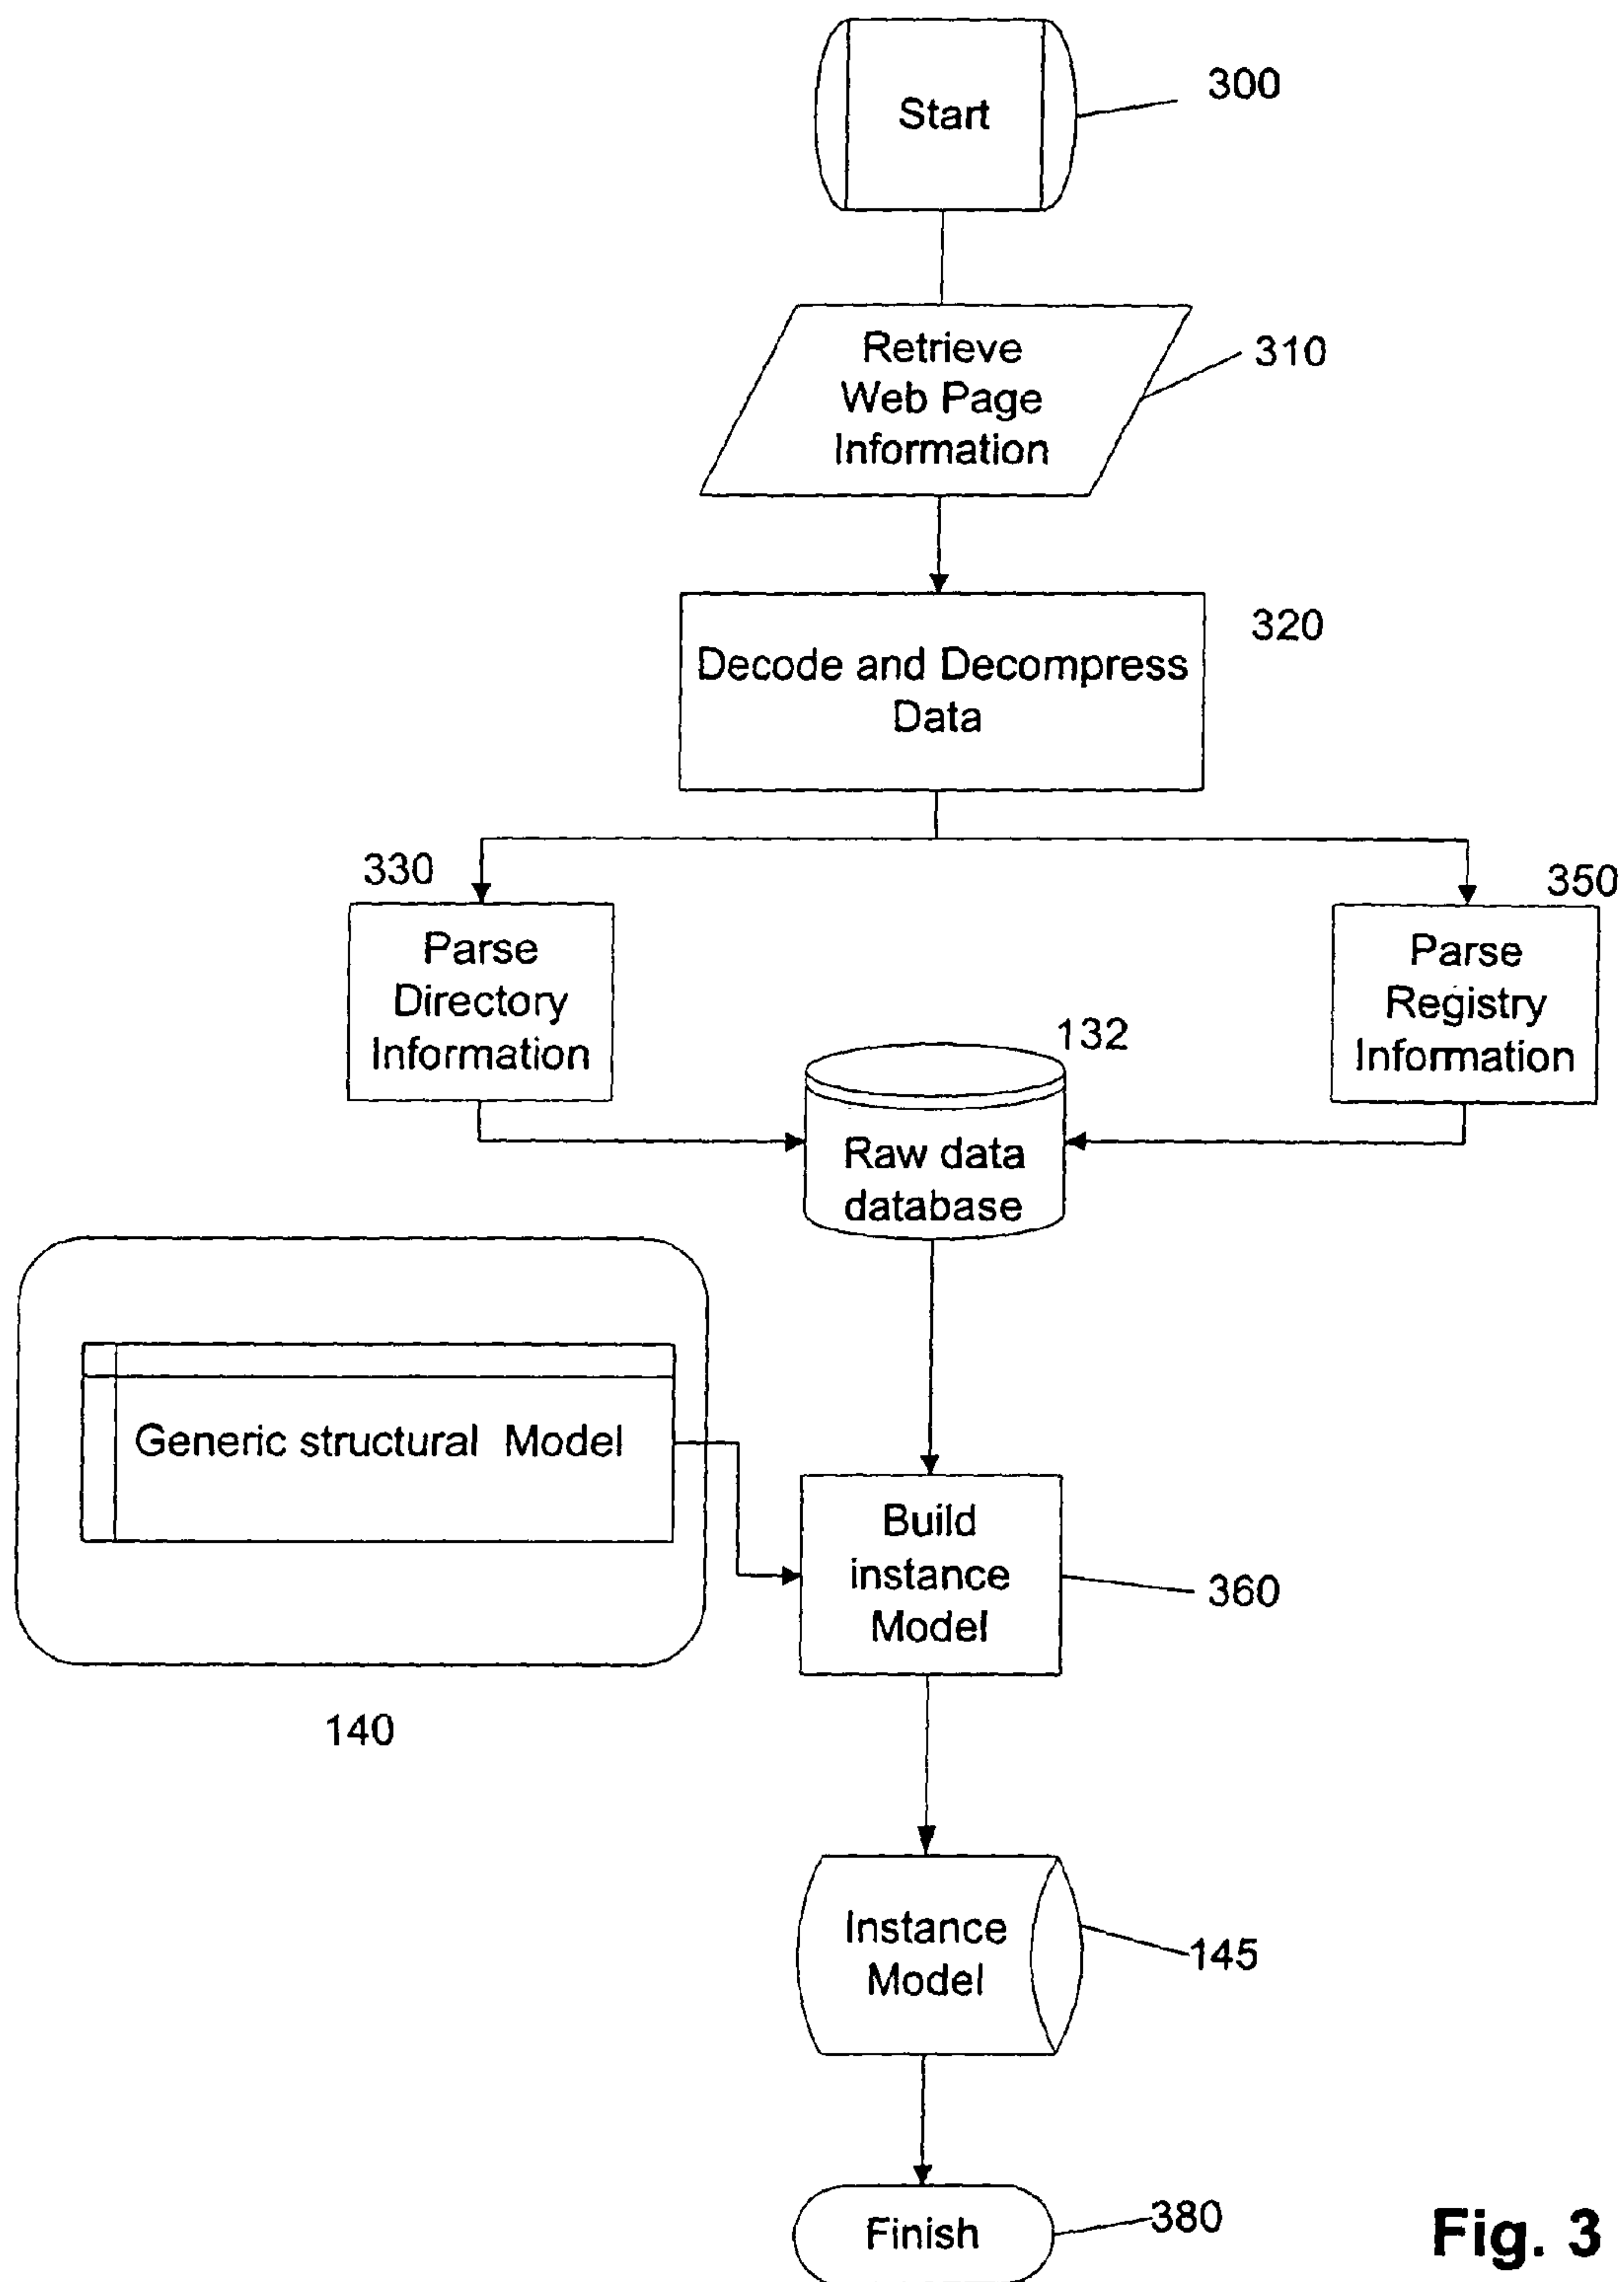 Start
300
Retrieve
Web Page
Information
310
Decode and Decompress
Data
320
330
Parse
Directory
Information
350
Parse
Registry
Information
132
Raw data
database
Generic structural Model
140
Build
instance
Model
360
Instance
Model
145
Finish
380
Fig. 3